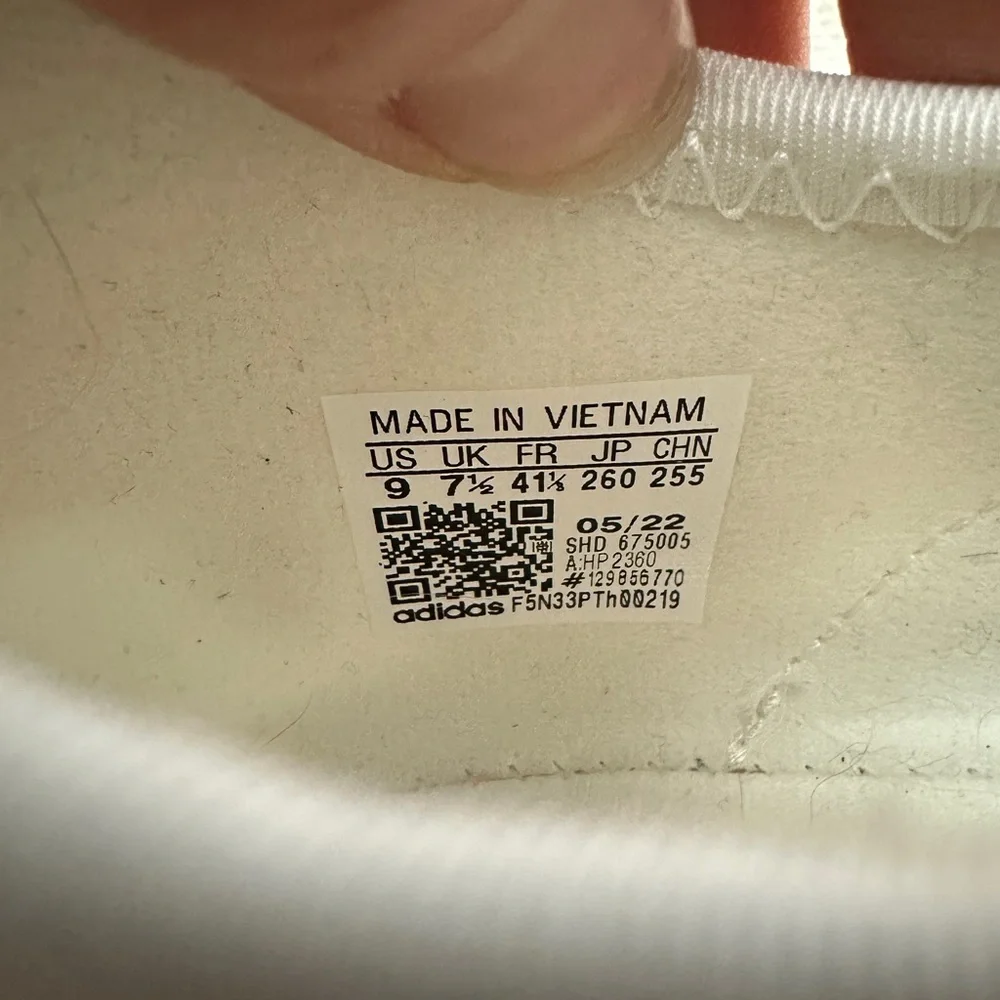 MADE IN VIETNAM
US UK FR JP CHN
9 7½ 41⅓ 260 255
05/22
SHD 675005
A:HP2360
#129856770
adidas F5N33PTh00219